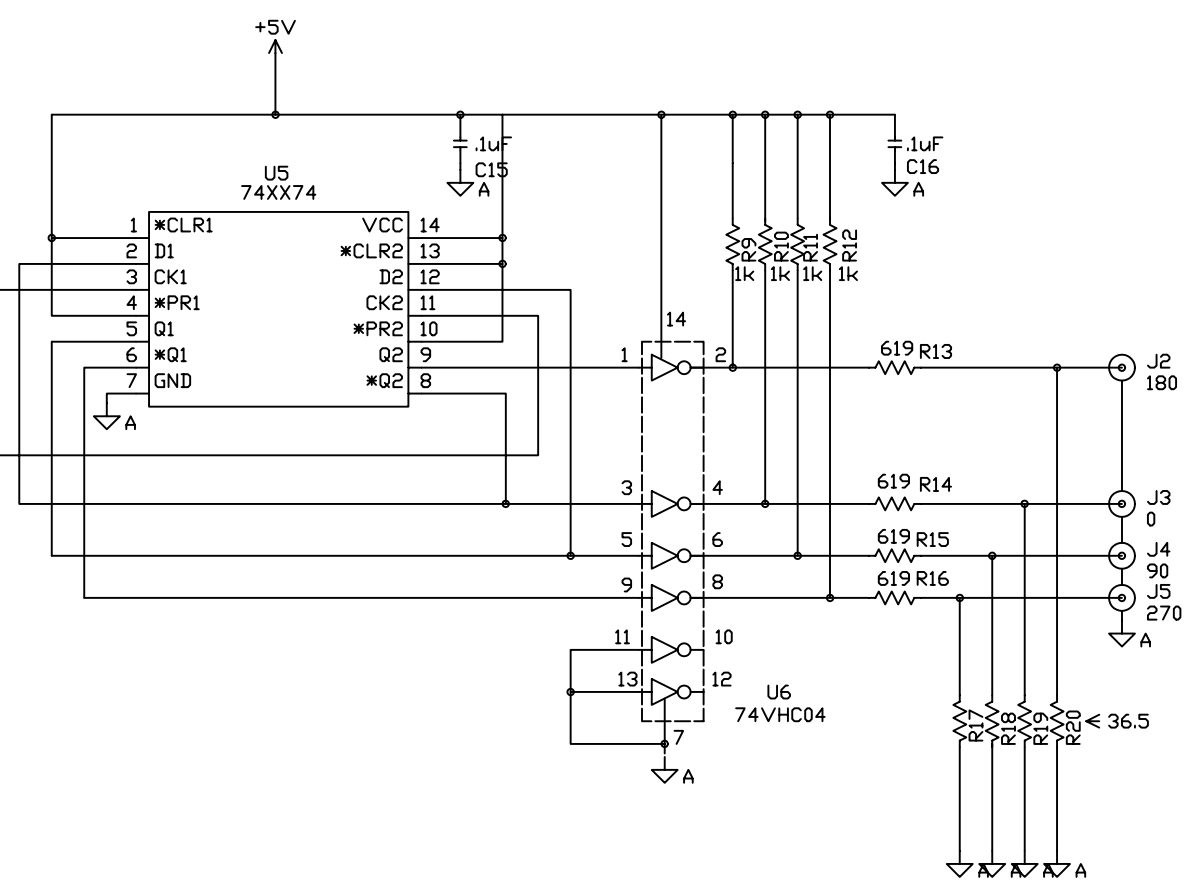 +5V
.1uF
C15
A
.1uF
C16
A
U5
74XX74
1 *CLR1 VCC 14
2 D1 *CLR2 13
3 CK1 D2 12
4 *PR1 CK2 11
5 Q1 *PR2 10
6 *Q1 Q2 9
7 GND *Q2 8
A
R9
1k
R10
1k
R11
1k
R12
1k
14
1 2
619 R13
J2
180
3 4
619 R14
J3
0
5 6
619 R15
J4
90
9 8
619 R16
J5
270
A
11 10
13 12
U6
74VHC04
7
A
R17
R18
R19
R20
36.5
A
A
A
A